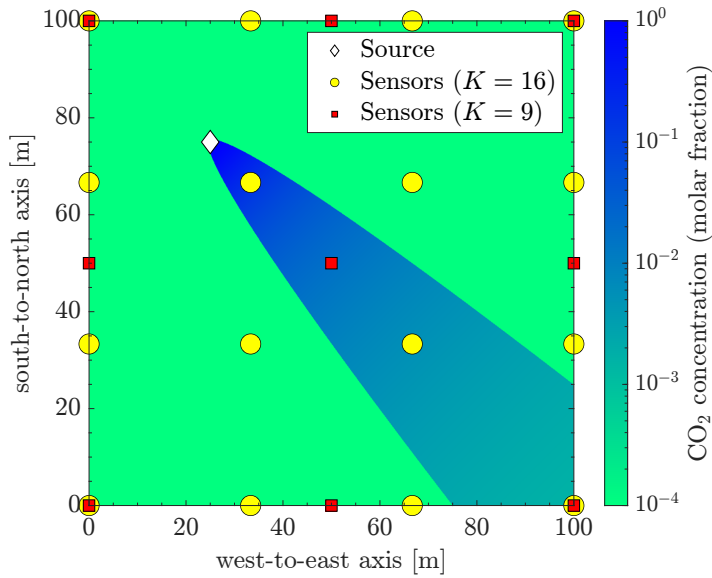 Source
Sensors (K = 16)
Sensors (K = 9)
100
80
60
40
20
0
south-to-north axis [m]
0 20 40 60 80 100
west-to-east axis [m]
10^0
10^-1
10^-2
10^-3
10^-4
CO₂ concentration (molar fraction)